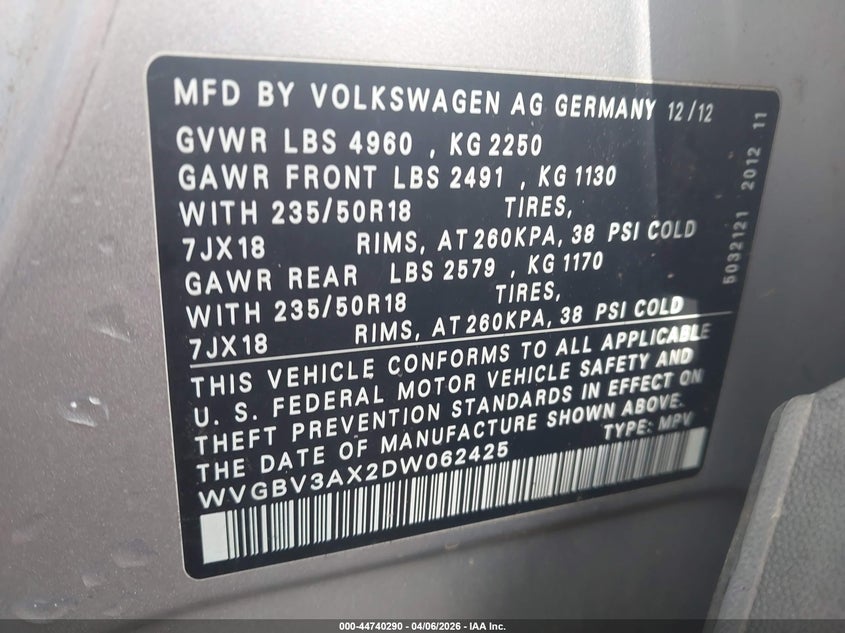 MFD BY VOLKSWAGEN AG GERMANY 12/12
GVWR LBS 4960 , KG 2250
GAWR FRONT LBS 2491 , KG 1130
WITH 235/50R18 TIRES,
7JX18 RIMS, AT 260KPA, 38 PSI COLD
GAWR REAR LBS 2579 , KG 1170
WITH 235/50R18 TIRES,
7JX18 RIMS, AT 260KPA, 38 PSI COLD
THIS VEHICLE CONFORMS TO ALL APPLICABLE
U. S. FEDERAL MOTOR VEHICLE SAFETY AND
THEFT PREVENTION STANDARDS IN EFFECT ON
THE DATE OF MANUFACTURE SHOWN ABOVE.
WVGBV3AX2DW062425 TYPE: MPV
5032121 2012 11
000-44740290 - 04/06/2026 - IAA Inc.